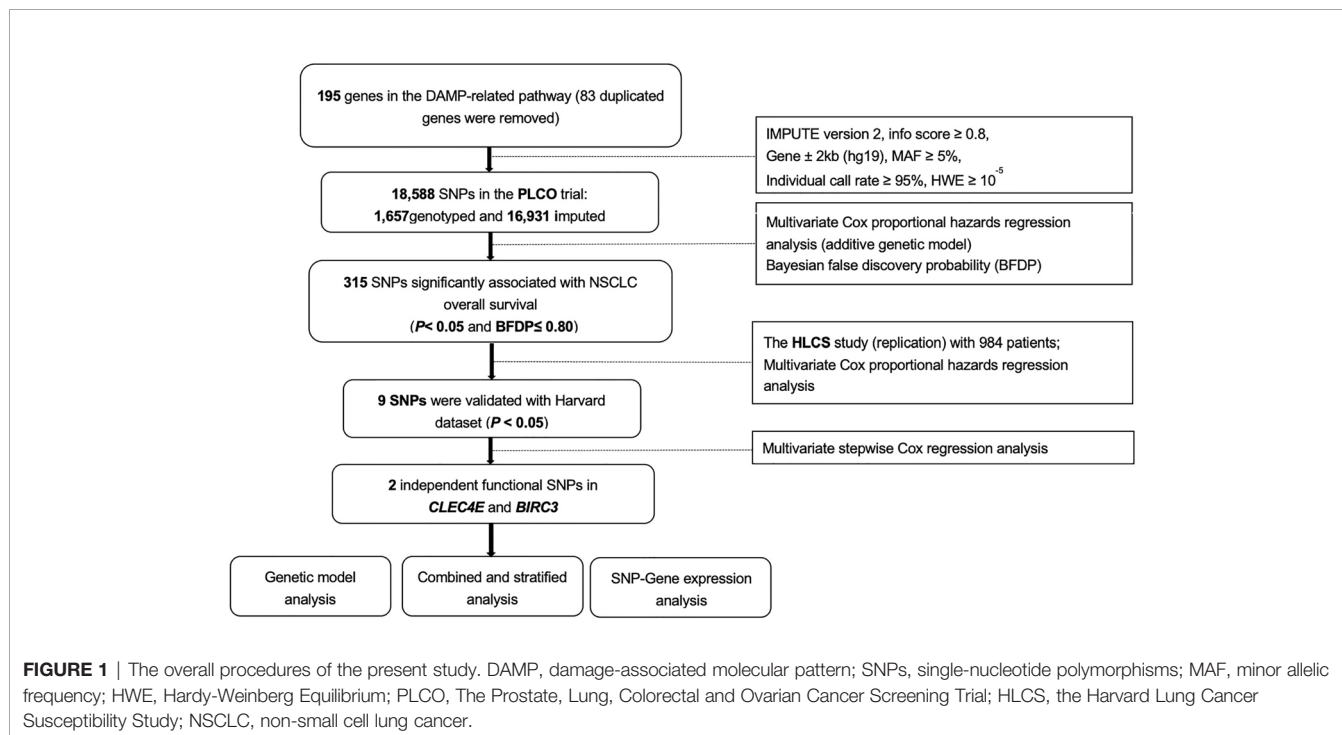 195 genes in the DAMP-related pathway (83 duplicated
genes were removed)
IMPUTE version 2, info score ≥ 0.8,
Gene ± 2kb (hg19), MAF ≥ 5%,
Individual call rate ≥ 95%, HWE ≥ 10-5
18,588 SNPs in the PLCO trial:
1,657genotyped and 16,931 imputed
Multivariate Cox proportional hazards regression
analysis (additive genetic model)
Bayesian false discovery probability (BFDP)
315 SNPs significantly associated with NSCLC
overall survival
(P< 0.05 and BFDP≤ 0.80)
The HLCS study (replication) with 984 patients;
Multivariate Cox proportional hazards regression
analysis
9 SNPs were validated with Harvard
dataset (P < 0.05)
Multivariate stepwise Cox regression analysis
2 independent functional SNPs in
CLEC4E and BIRC3
Genetic model
analysis
Combined and stratified
analysis
SNP-Gene expression
analysis
FIGURE 1 | The overall procedures of the present study. DAMP, damage-associated molecular pattern; SNPs, single-nucleotide polymorphisms; MAF, minor allelic
frequency; HWE, Hardy-Weinberg Equilibrium; PLCO, The Prostate, Lung, Colorectal and Ovarian Cancer Screening Trial; HLCS, the Harvard Lung Cancer
Susceptibility Study; NSCLC, non-small cell lung cancer.